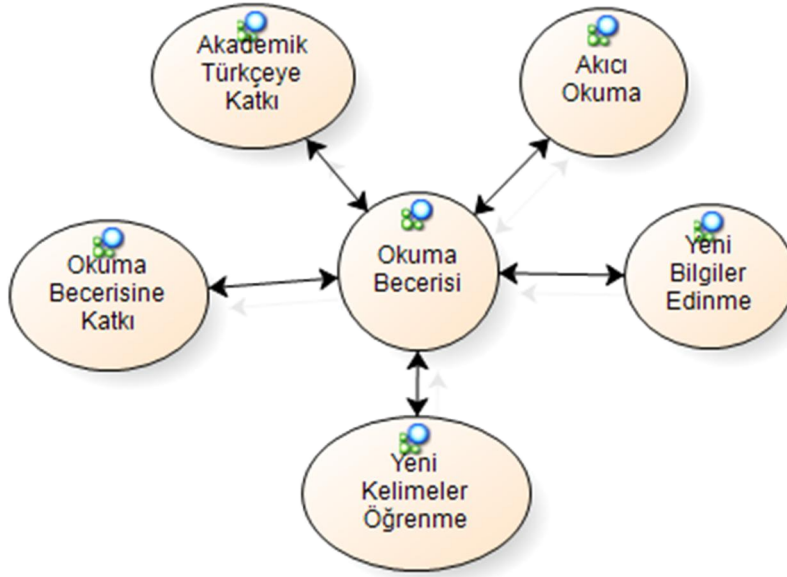 Akademik
Türkçeye
Katkı
Akıcı
Okuma
Okuma
Becerisine
Katkı
Okuma
Becerisi
Yeni
Bilgiler
Edinme
Yeni
Kelimeler
Öğrenme